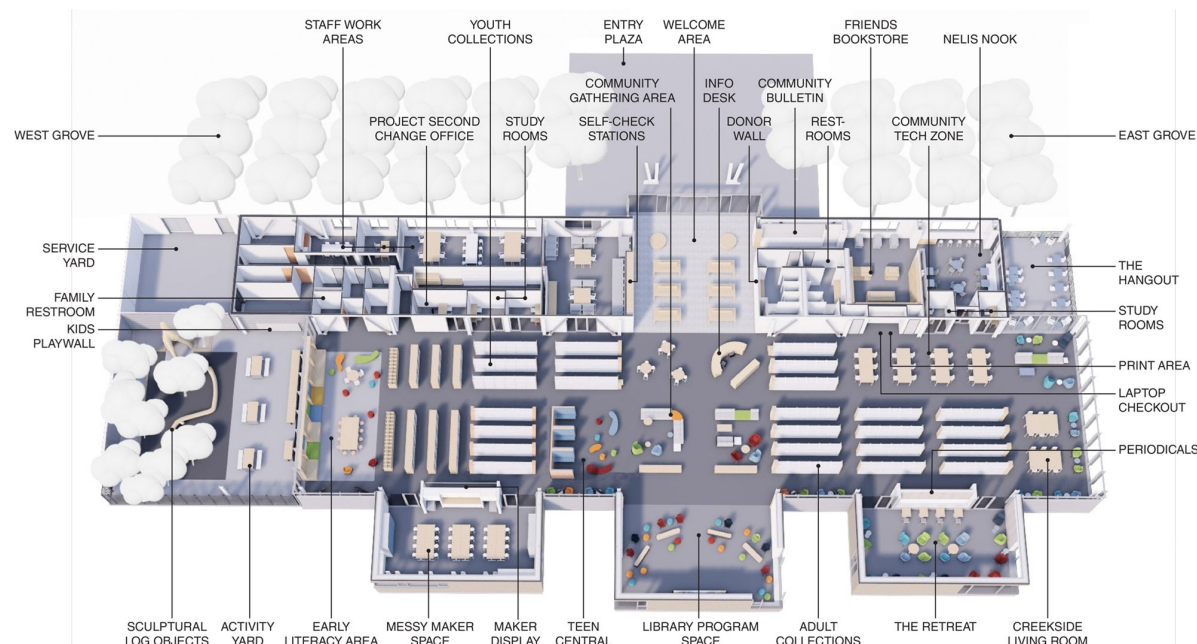 STAFF WORK
AREAS
YOUTH
COLLECTIONS
ENTRY
PLAZA
WELCOME
AREA
FRIENDS
BOOKSTORE
NELIS NOOK
COMMUNITY
GATHERING AREA
INFO
DESK
COMMUNITY
BULLETIN
WEST GROVE
PROJECT SECOND
CHANGE OFFICE
STUDY
ROOMS
SELF-CHECK
STATIONS
DONOR
WALL
REST-
ROOMS
COMMUNITY
TECH ZONE
EAST GROVE
SERVICE
YARD
FAMILY
RESTROOM
KIDS
PLAYWALL
THE
HANGOUT
STUDY
ROOMS
PRINT AREA
LAPTOP
CHECKOUT
PERIODICALS
SCULPTURAL
LOG OBJECTS
ACTIVITY
YARD
EARLY
LITERACY AREA
MESSY MAKER
SPACE
MAKER
DISPLAY
TEEN
CENTRAL
LIBRARY PROGRAM
SPACE
ADULT
COLLECTIONS
THE RETREAT
CREEKSIDE
LIVING ROOM